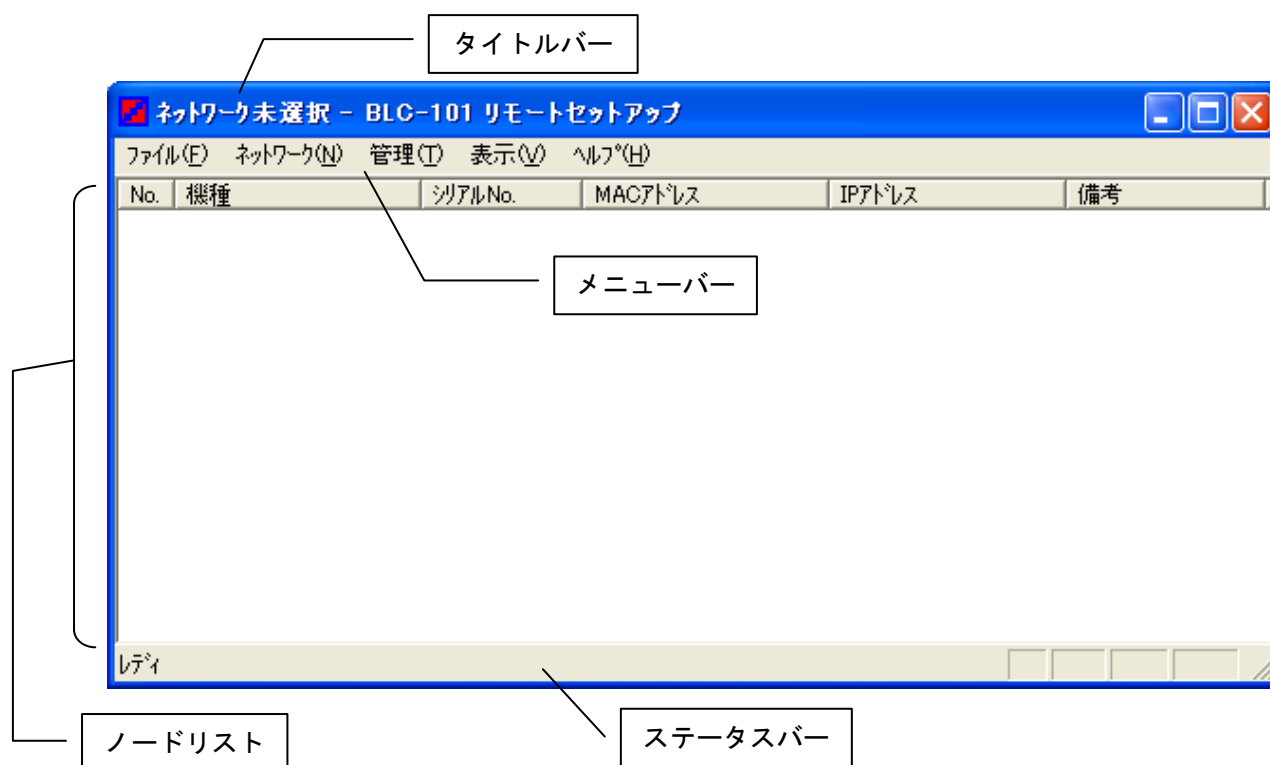 タイトルバー
ネットワーク未選択 - BLC-101 リモートセットアップ
ファイル(F) ネットワーク(N) 管理(T) 表示(V) ヘルプ(H)
No. 機種 シリアルNo. MACアドレス IPアドレス 備考
メニューバー
レディ
ノードリスト
ステータスバー